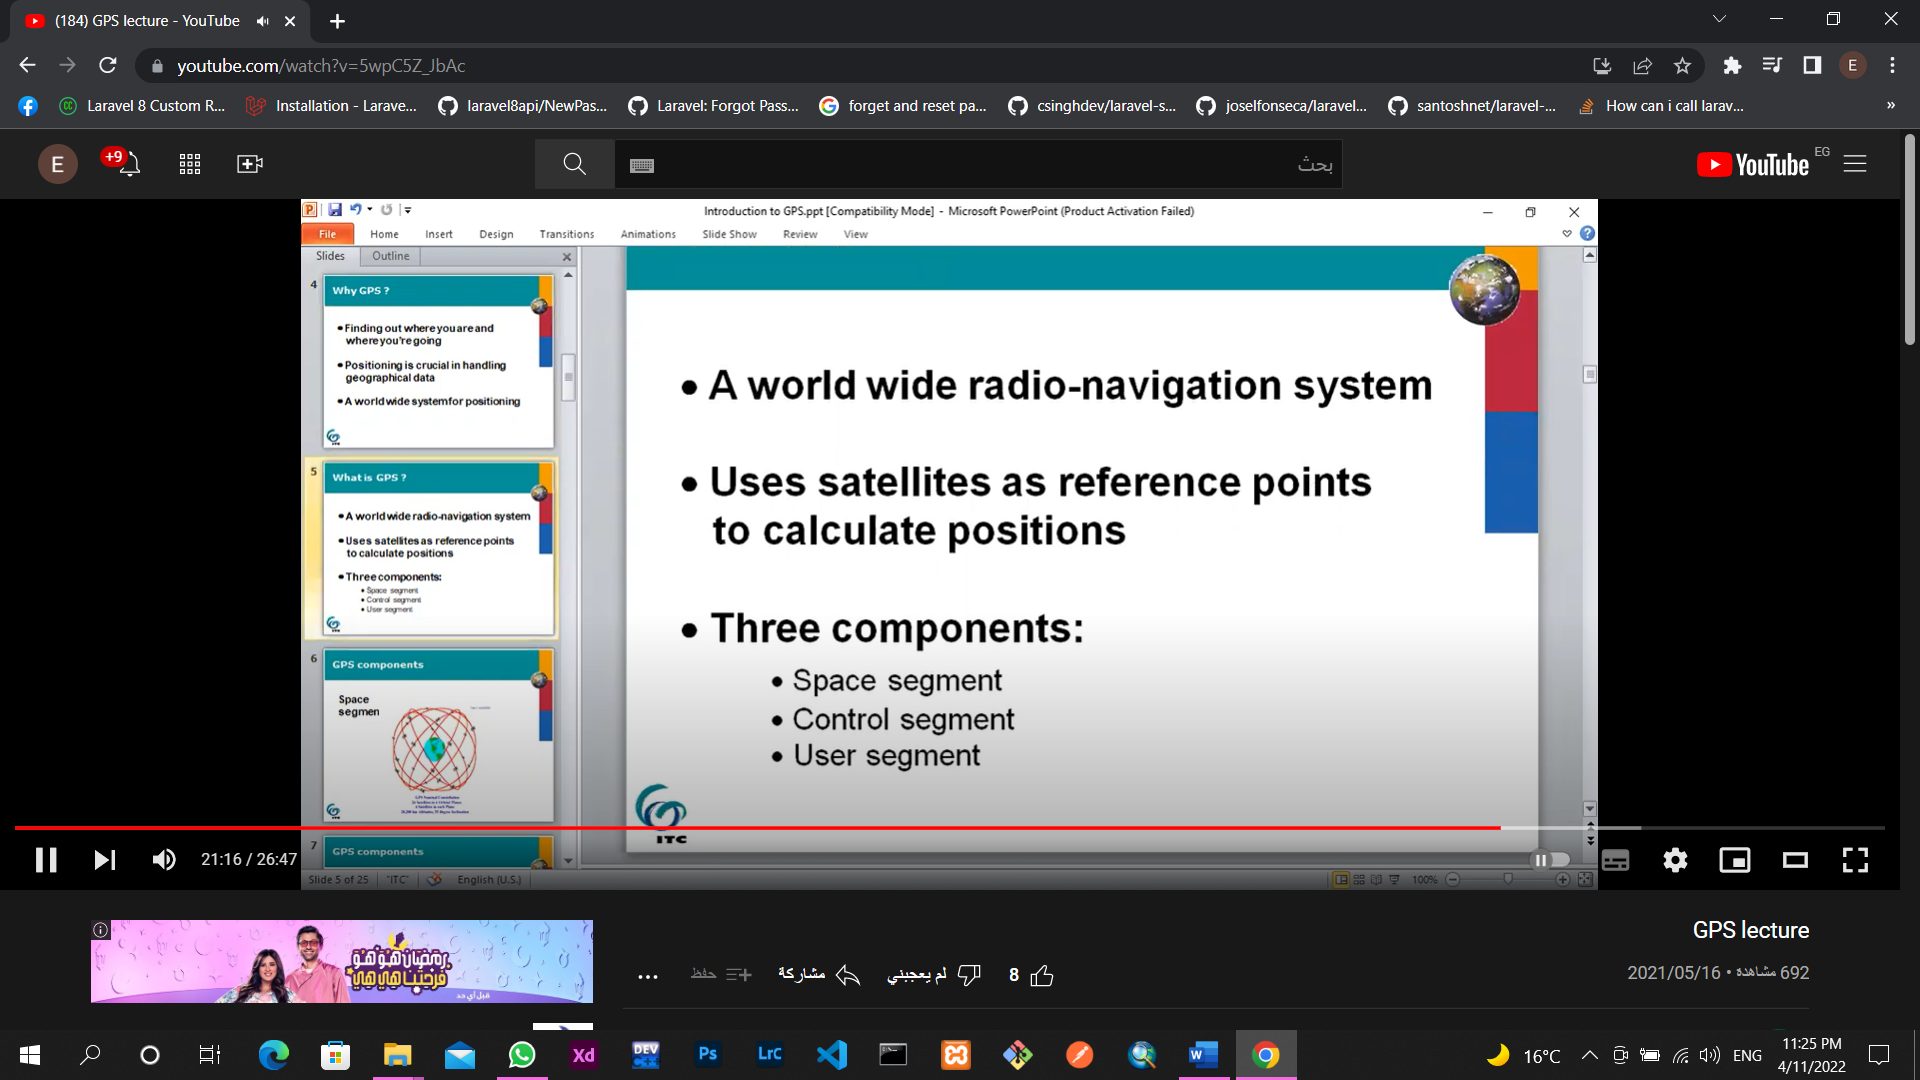 (184) GPS lecture - YouTube
youtube.com/watch?v=5wpC5Z_JbAc
E
Laravel 8 Custom R...
Installation - Larave...
laravel8api/NewPas...
Laravel: Forgot Pass...
forget and reset pa...
csinghdev/laravel-s...
joselfonseca/laravel...
santoshnet/laravel-...
How can i call larav...
»
E
+9
بحث
YouTube
EG
Introduction to GPS.ppt [Compatibility Mode] - Microsoft PowerPoint (Product Activation Failed)
File
Home
Insert
Design
Transitions
Animations
Slide Show
Review
View
Slides
Outline
4
Why GPS ?
• Finding out where you are and
where you're going
• Positioning is crucial in handling
geographical data
• A world wide system for positioning
5
What is GPS ?
• A world wide radio-navigation system
• Uses satellites as reference points
to calculate positions
• Three components:
• Space segment
• Control segment
• User segment
6
GPS components
Space
segmen
7
GPS components
• A world wide radio-navigation system
• Uses satellites as reference points
to calculate positions
• Three components:
• Space segment
• Control segment
• User segment
ITC
21:16 / 26:47
Slide 5 of 25
"ITC"
English (U.S.)
100%
GPS lecture
692 مشاهدة • 2021/05/16
8
لم يعجبني
مشاركة
حفظ
...
رمضان هو هو
فرحتنا هي هي
Xd
DEV
C++
Ps
LrC
W
16°C
ENG
11:25 PM
4/11/2022